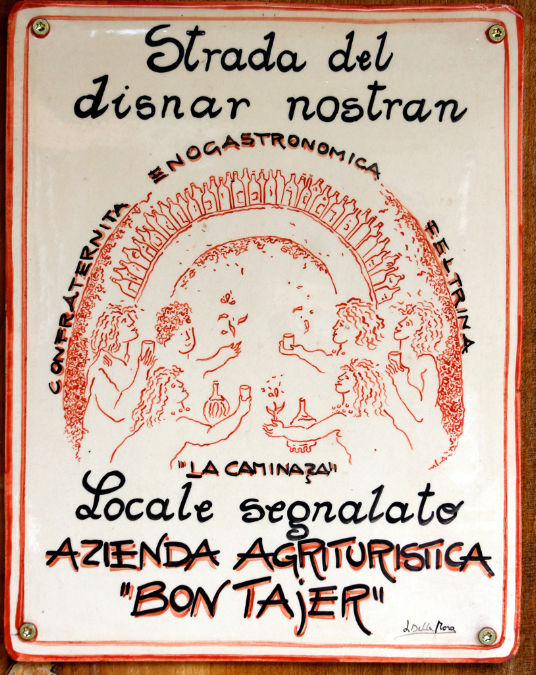 Strada del
disnar nostran
CONFRATERNITA ENOGASTRONOMICA FELTRINA
"LA CAMINAZA"
Locale segnalato
AZIENDA AGRITURISTICA
"BON TAJER"